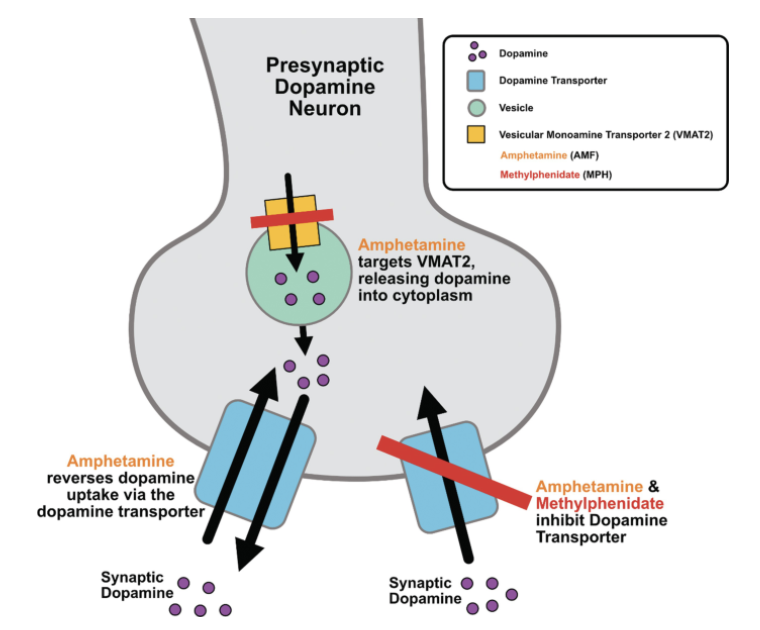 Presynaptic
Dopamine
Neuron
Dopamine
Dopamine Transporter
Vesicle
Vesicular Monoamine Transporter 2 (VMAT2)
Amphetamine (AMF)
Methylphenidate (MPH)
Amphetamine
targets VMAT2,
releasing dopamine
into cytoplasm
Amphetamine
reverses dopamine
uptake via the
dopamine transporter
Amphetamine &
Methylphenidate
inhibit Dopamine
Transporter
Synaptic
Dopamine
Synaptic
Dopamine